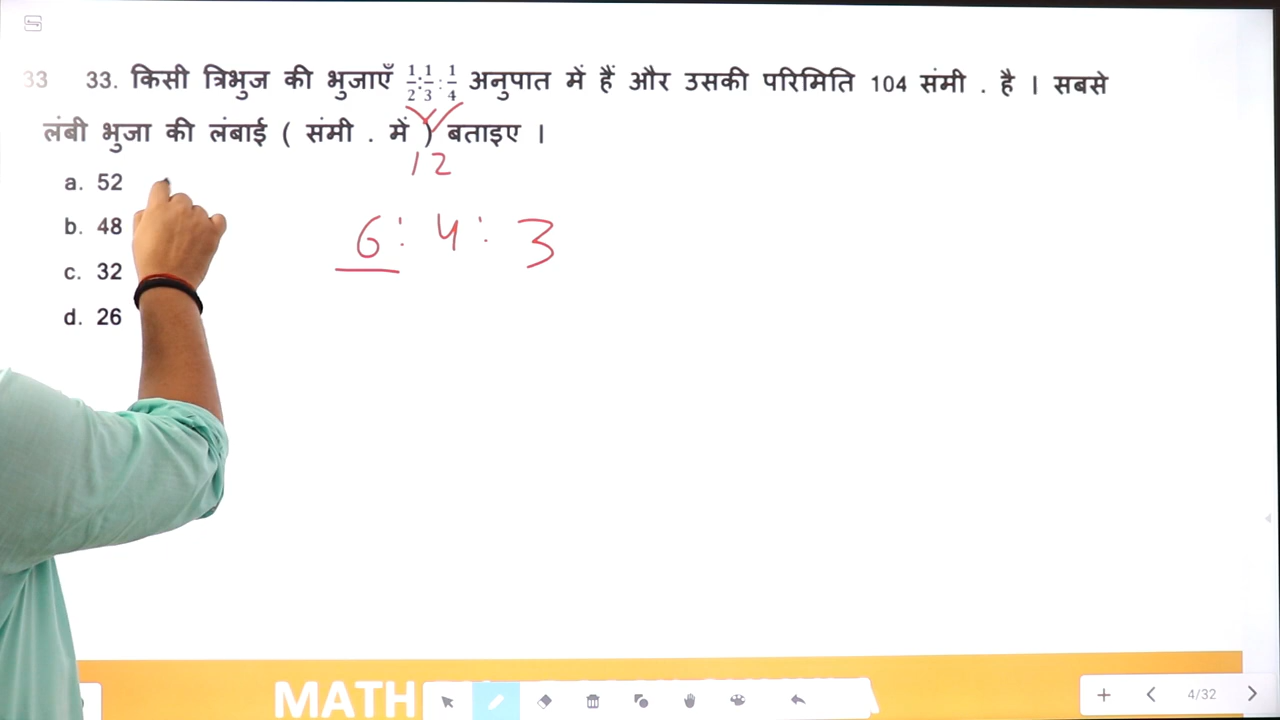 33 33. किसी त्रिभुज की भुजाएँ 1/2:1/3:1/4 अनुपात में हैं और उसकी परिमिति 104 संमी . है । सबसे
लंबी भुजा की लंबाई ( संमी . में ) बताइए ।
12
a. 52
b. 48
6 : 4 : 3
c. 32
d. 26
MATH
4/32